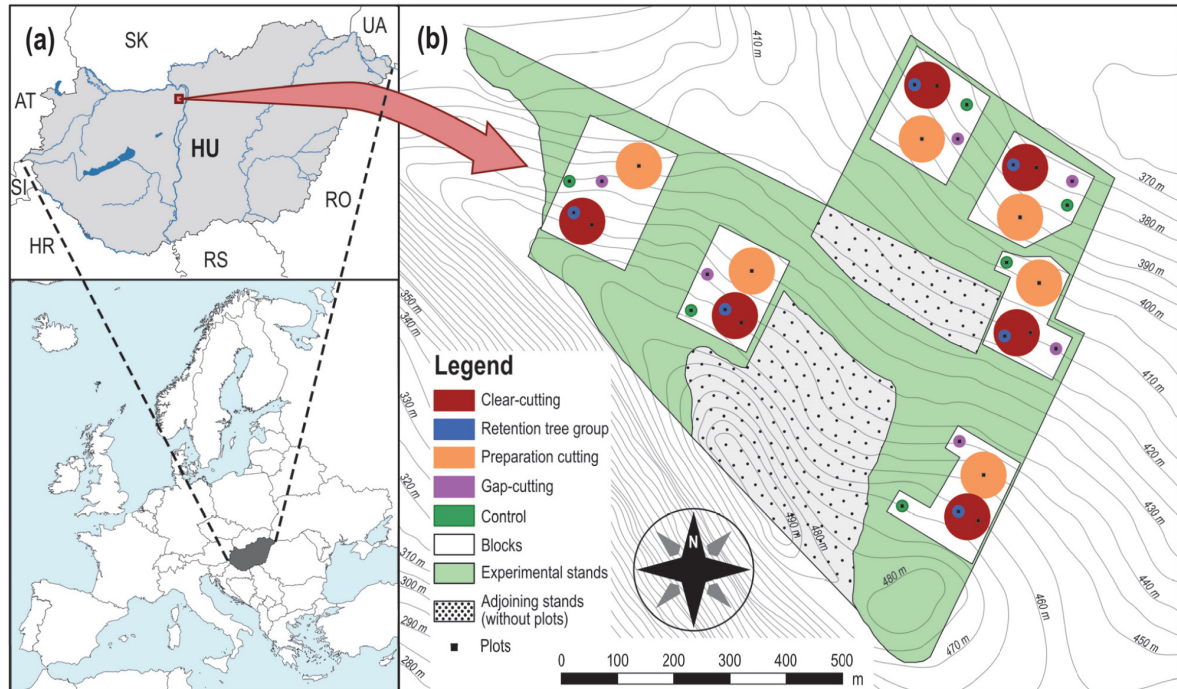 (a)
SK
UA
AT
HU
SI
RO
HR
RS
(b)
410 m
370 m
380 m
390 m
400 m
410 m
420 m
430 m
440 m
450 m
460 m
470 m
480 m
490 m
480 m
350 m
340 m
330 m
320 m
310 m
300 m
290 m
280 m
Legend
Clear-cutting
Retention tree group
Preparation cutting
Gap-cutting
Control
Blocks
Experimental stands
Adjoining stands
(without plots)
Plots
N
0 100 200 300 400 500
m